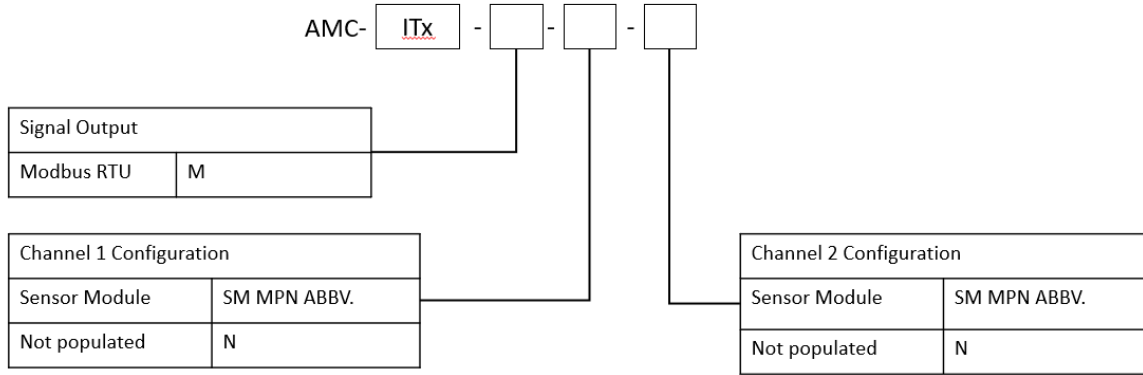 AMC- ITx - - -
Signal Output
Modbus RTU M
Channel 1 Configuration
Sensor Module SM MPN ABBV.
Not populated N
Channel 2 Configuration
Sensor Module SM MPN ABBV.
Not populated N